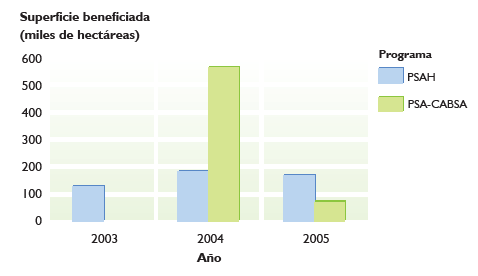 Superficie beneficiada
(miles de hectáreas)
600
500
400
300
200
100
0
2003
2004
2005
Año
Programa
PSAH
PSA-CABSA